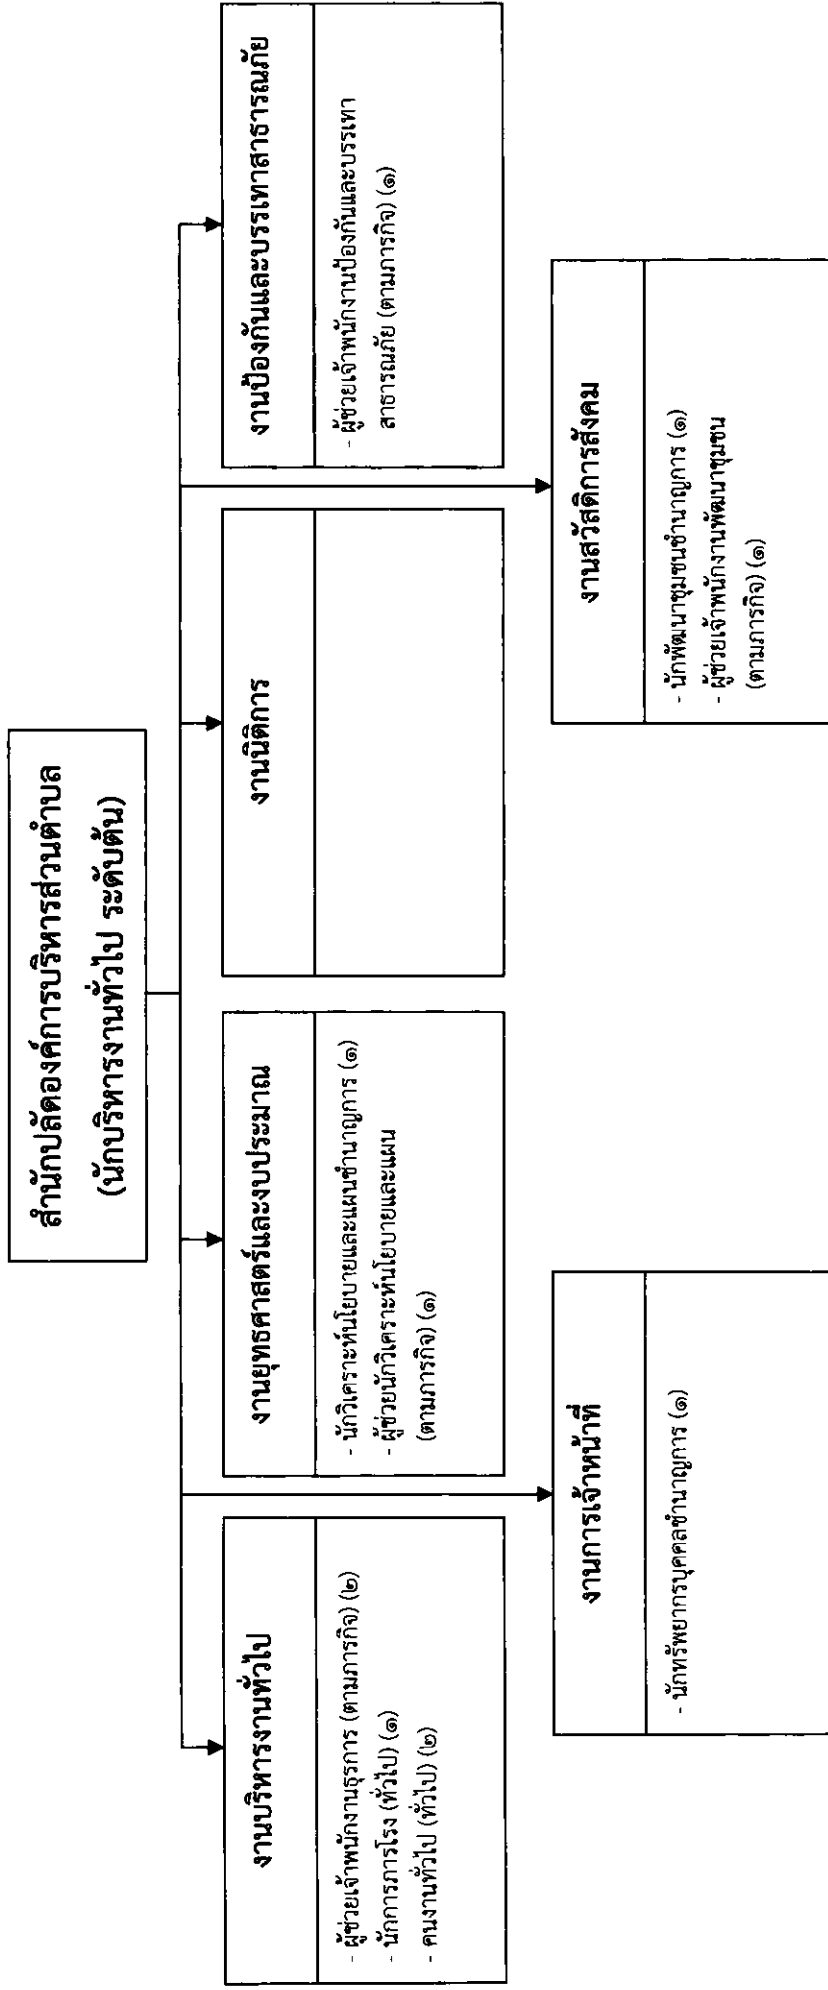 สำนักปลัดองค์การบริหารส่วนตำบล
(นักบริหารงานทั่วไป ระดับต้น)
งานบริหารงานทั่วไป
- ผู้ช่วยเจ้าพนักงานธุรการ (ตามภารกิจ) (๒)
- นักการภารโรง (ทั่วไป) (๑)
- คนงานทั่วไป (ทั่วไป) (๒)
งานยุทธศาสตร์และงบประมาณ
- นักวิเคราะห์นโยบายและแผนชำนาญการ (๑)
- ผู้ช่วยนักวิเคราะห์นโยบายและแผน
(ตามภารกิจ) (๑)
งานนิติการ
งานป้องกันและบรรเทาสาธารณภัย
- ผู้ช่วยเจ้าพนักงานป้องกันและบรรเทา
สาธารณภัย (ตามภารกิจ) (๑)
งานการเจ้าหน้าที่
- นักทรัพยากรบุคคลชำนาญการ (๑)
งานสวัสดิการสังคม
- นักพัฒนาชุมชนชำนาญการ (๑)
- ผู้ช่วยเจ้าพนักงานพัฒนาชุมชน
(ตามภารกิจ) (๑)